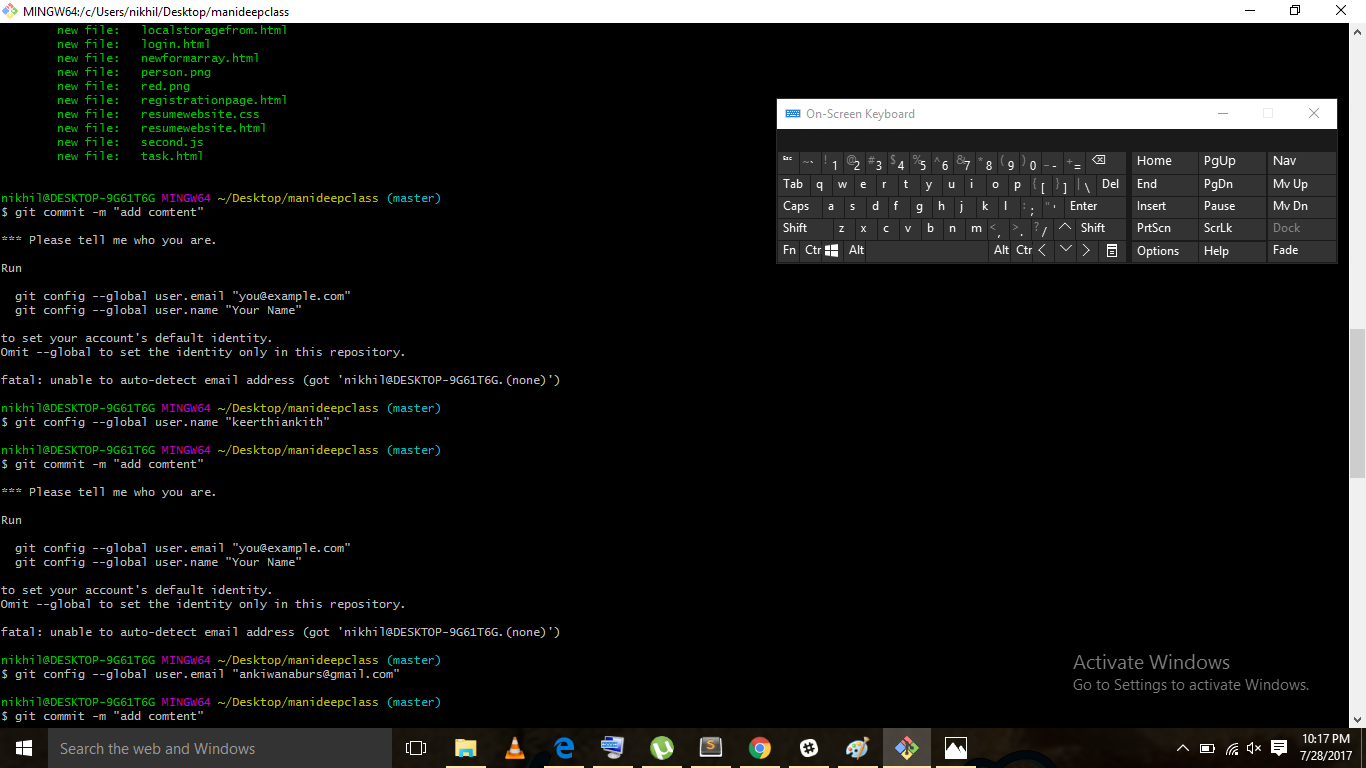 MINGW64:/c/Users/nikhil/Desktop/manideepclass
new file: localstoragefrom.html
new file: login.html
new file: newformarray.html
new file: person.png
new file: red.png
new file: registrationpage.html
new file: resumewebsite.css
new file: resumewebsite.html
new file: second.js
new file: task.html
nikhil@DESKTOP-9G61T6G MINGW64 ~/Desktop/manideepclass (master)
$ git commit -m "add comtent"
*** Please tell me who you are.
Run
git config --global user.email "you@example.com"
git config --global user.name "Your Name"
to set your account's default identity.
Omit --global to set the identity only in this repository.
fatal: unable to auto-detect email address (got 'nikhil@DESKTOP-9G61T6G.(none)')
nikhil@DESKTOP-9G61T6G MINGW64 ~/Desktop/manideepclass (master)
$ git config --global user.name "keerthiankith"
nikhil@DESKTOP-9G61T6G MINGW64 ~/Desktop/manideepclass (master)
$ git commit -m "add comtent"
*** Please tell me who you are.
Run
git config --global user.email "you@example.com"
git config --global user.name "Your Name"
to set your account's default identity.
Omit --global to set the identity only in this repository.
fatal: unable to auto-detect email address (got 'nikhil@DESKTOP-9G61T6G.(none)')
nikhil@DESKTOP-9G61T6G MINGW64 ~/Desktop/manideepclass (master)
$ git config --global user.email "ankiwanaburs@gmail.com"
nikhil@DESKTOP-9G61T6G MINGW64 ~/Desktop/manideepclass (master)
$ git commit -m "add comtent"
On-Screen Keyboard
Esc ~ ` ! 1 @ 2 # 3 $ 4 % 5 ^ 6 & 7 * 8 ( 9 ) 0 _ - + = Home PgUp Nav
Tab q w e r t y u i o p { [ } ] | \ Del End PgDn Mv Up
Caps a s d f g h j k l : ; " ' Enter Insert Pause Mv Dn
Shift z x c v b n m < , > . ? / Shift PrtScn ScrLk Dock
Fn Ctr Alt Alt Ctr Options Help Fade
Activate Windows
Go to Settings to activate Windows.
Search the web and Windows
10:17 PM
7/28/2017